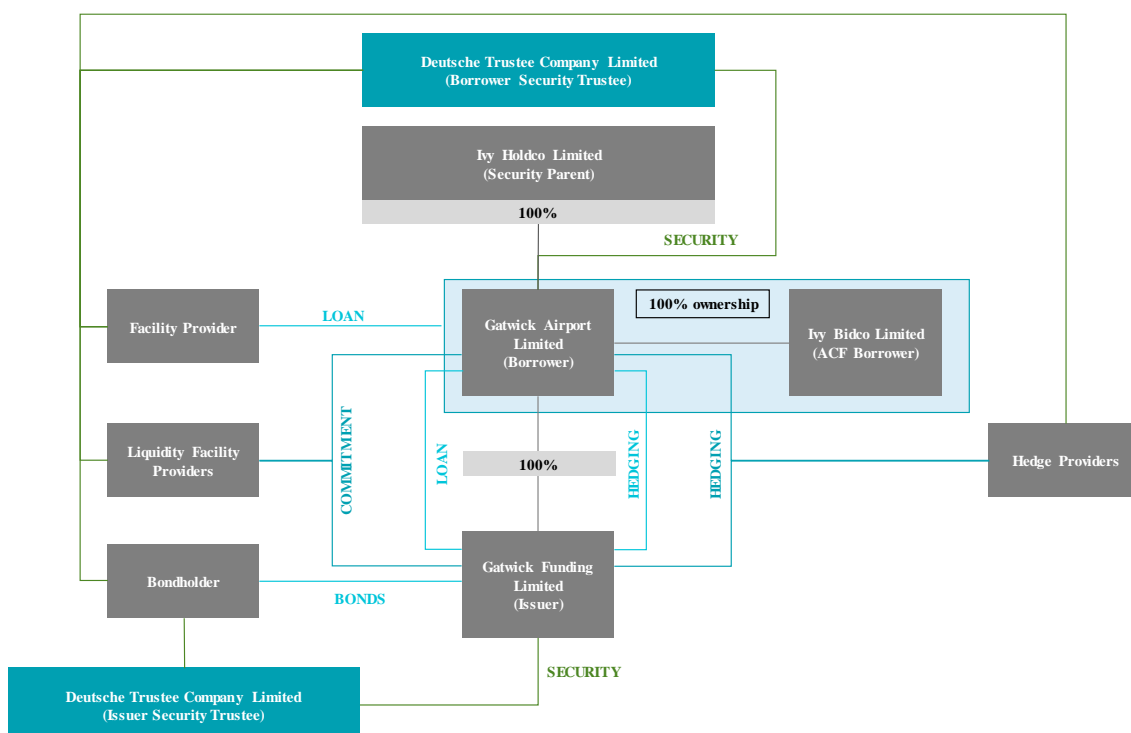 Deutsche Trustee Company Limited
(Borrower Security Trustee)
Ivy Holdco Limited
(Security Parent)
100%
SECURITY
100% ownership
Facility Provider
LOAN
Gatwick Airport
Limited
(Borrower)
Ivy Bidco Limited
(ACF Borrower)
COMMITMENT
LOAN
HEDGING
HEDGING
Liquidity Facility
Providers
100%
Hedge Providers
Bondholder
BONDS
Gatwick Funding
Limited
(Issuer)
SECURITY
Deutsche Trustee Company Limited
(Issuer Security Trustee)